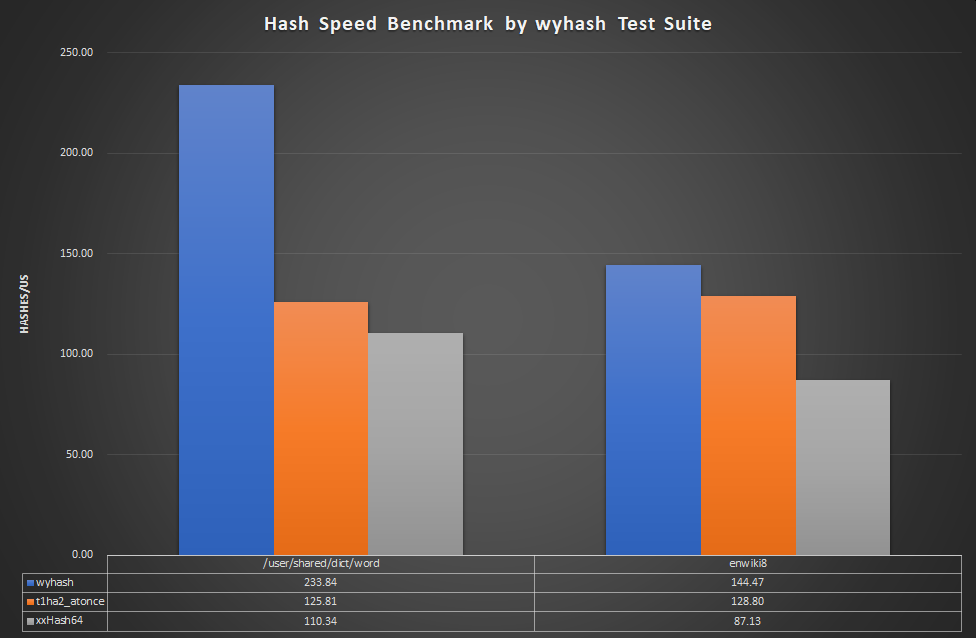 Hash Speed Benchmark by wyhash Test Suite
250.00
200.00
150.00
100.00
50.00
0.00
HASHES/US
/user/shared/dict/word enwiki8
wyhash 233.84 144.47
t1ha2_atonce 125.81 128.80
xxHash64 110.34 87.13